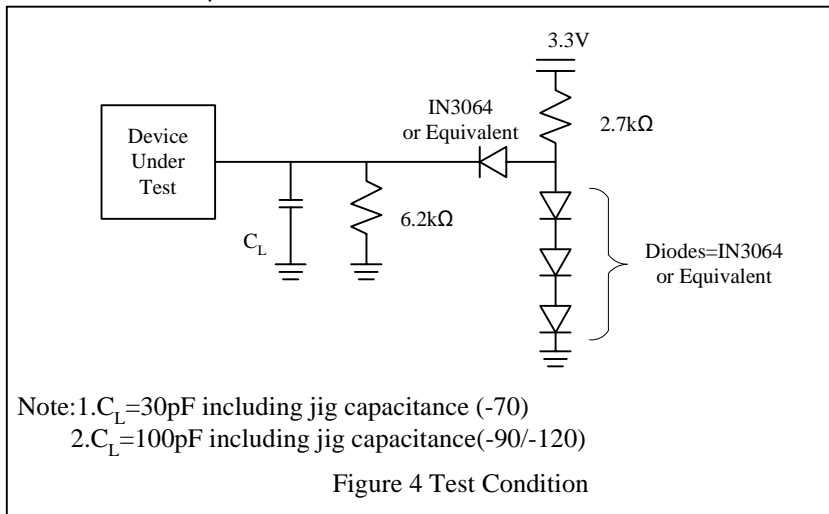 3.3V
IN3064
or Equivalent
2.7kΩ
Device
Under
Test
6.2kΩ
C_L
Diodes=IN3064
or Equivalent
Note:1.C_L=30pF including jig capacitance (-70)
2.C_L=100pF including jig capacitance(-90/-120)
Figure 4 Test Condition